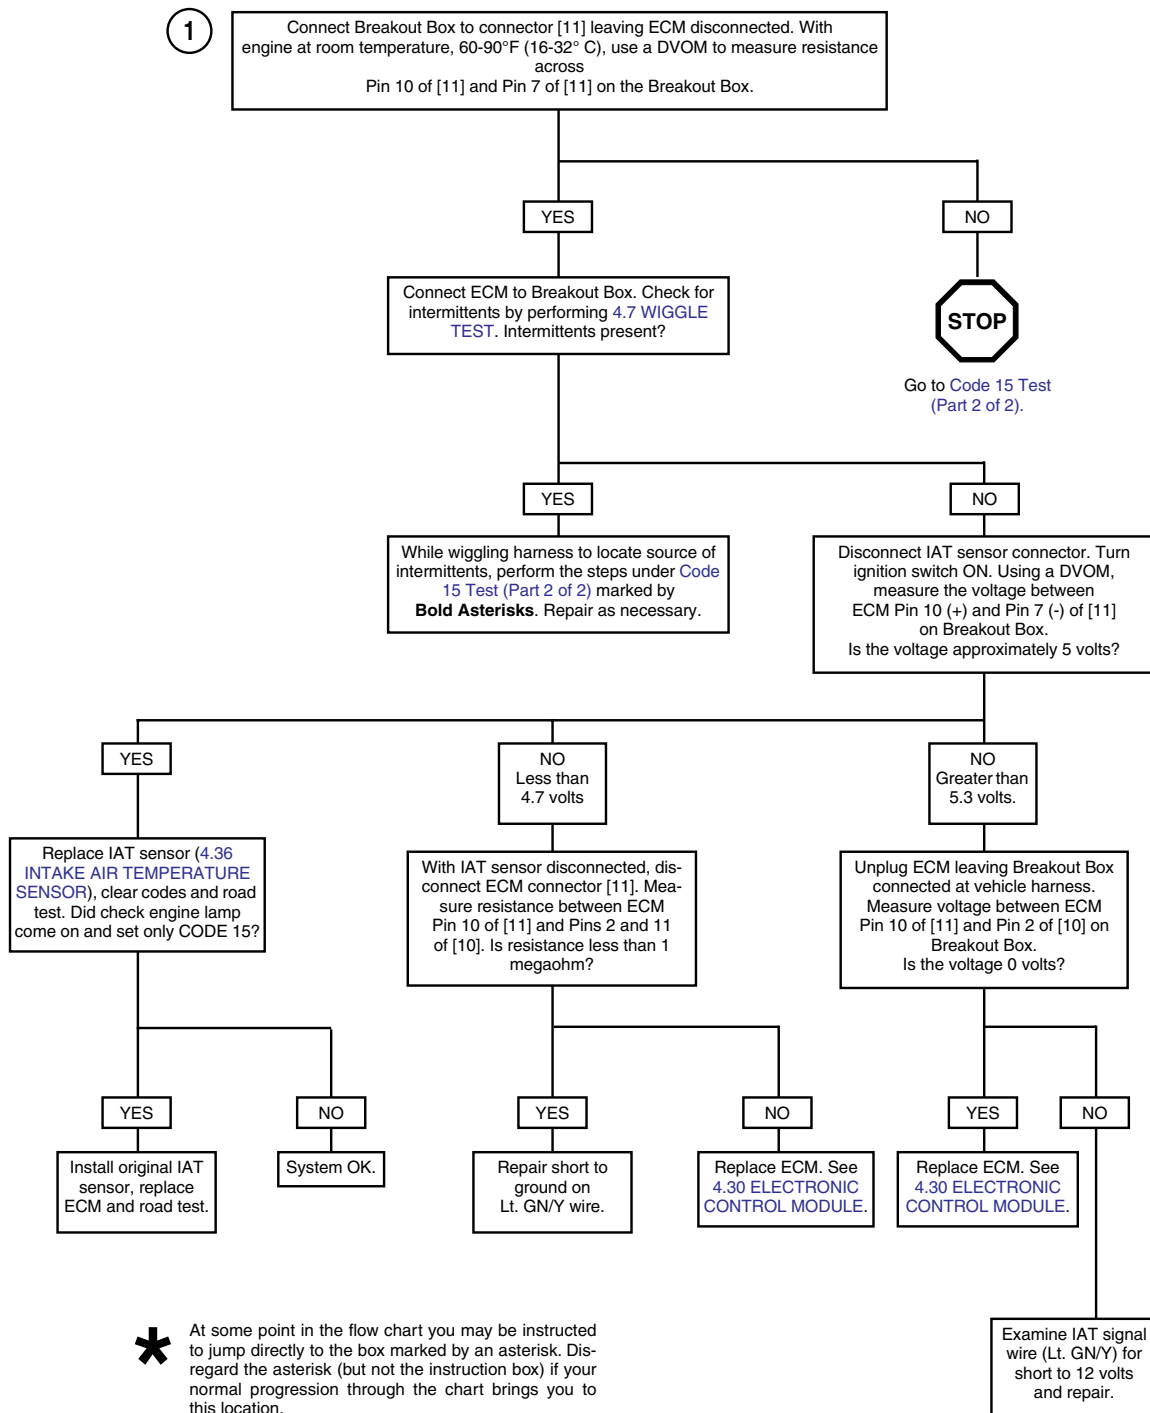 1
Connect Breakout Box to connector [11] leaving ECM disconnected. With
engine at room temperature, 60-90°F (16-32° C), use a DVOM to measure resistance
across
Pin 10 of [11] and Pin 7 of [11] on the Breakout Box.
YES
NO
Connect ECM to Breakout Box. Check for
intermittents by performing 4.7 WIGGLE
TEST. Intermittents present?
STOP
Go to Code 15 Test
(Part 2 of 2).
YES
NO
While wiggling harness to locate source of
intermittents, perform the steps under Code
15 Test (Part 2 of 2) marked by
Bold Asterisks. Repair as necessary.
Disconnect IAT sensor connector. Turn
ignition switch ON. Using a DVOM,
measure the voltage between
ECM Pin 10 (+) and Pin 7 (-) of [11]
on Breakout Box.
Is the voltage approximately 5 volts?
YES
NO
Less than
4.7 volts
NO
Greater than
5.3 volts.
Replace IAT sensor (4.36
INTAKE AIR TEMPERATURE
SENSOR), clear codes and road
test. Did check engine lamp
come on and set only CODE 15?
With IAT sensor disconnected, dis-
connect ECM connector [11]. Mea-
sure resistance between ECM
Pin 10 of [11] and Pins 2 and 11
of [10]. Is resistance less than 1
megaohm?
Unplug ECM leaving Breakout Box
connected at vehicle harness.
Measure voltage between ECM
Pin 10 of [11] and Pin 2 of [10] on
Breakout Box.
Is the voltage 0 volts?
YES
NO
YES
NO
YES
NO
Install original IAT
sensor, replace
ECM and road test.
System OK.
Repair short to
ground on
Lt. GN/Y wire.
Replace ECM. See
4.30 ELECTRONIC
CONTROL MODULE.
Replace ECM. See
4.30 ELECTRONIC
CONTROL MODULE.
Examine IAT signal
wire (Lt. GN/Y) for
short to 12 volts
and repair.
* At some point in the flow chart you may be instructed
to jump directly to the box marked by an asterisk. Dis-
regard the asterisk (but not the instruction box) if your
normal progression through the chart brings you to
this location.